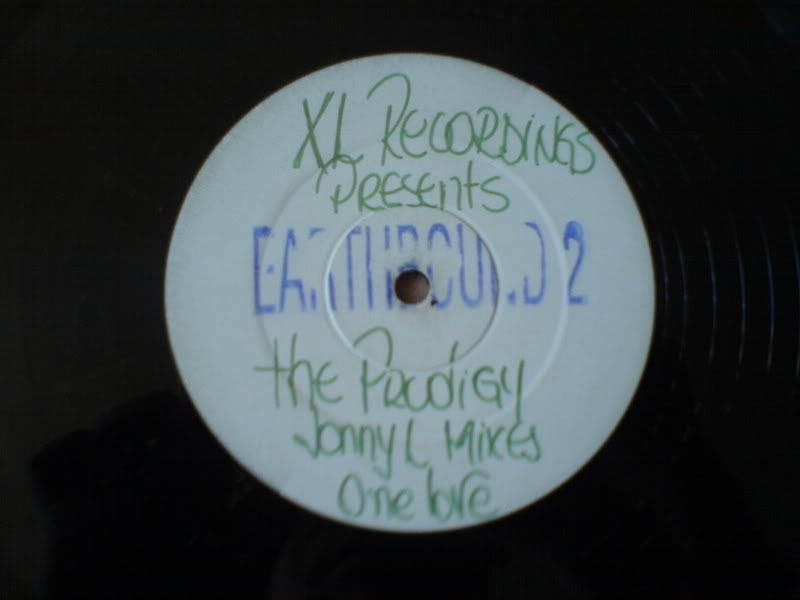 XL RECORDINGS
PRESENTS
EARTHBOUND 2
the Prodigy
Jonny L Mixes
One love